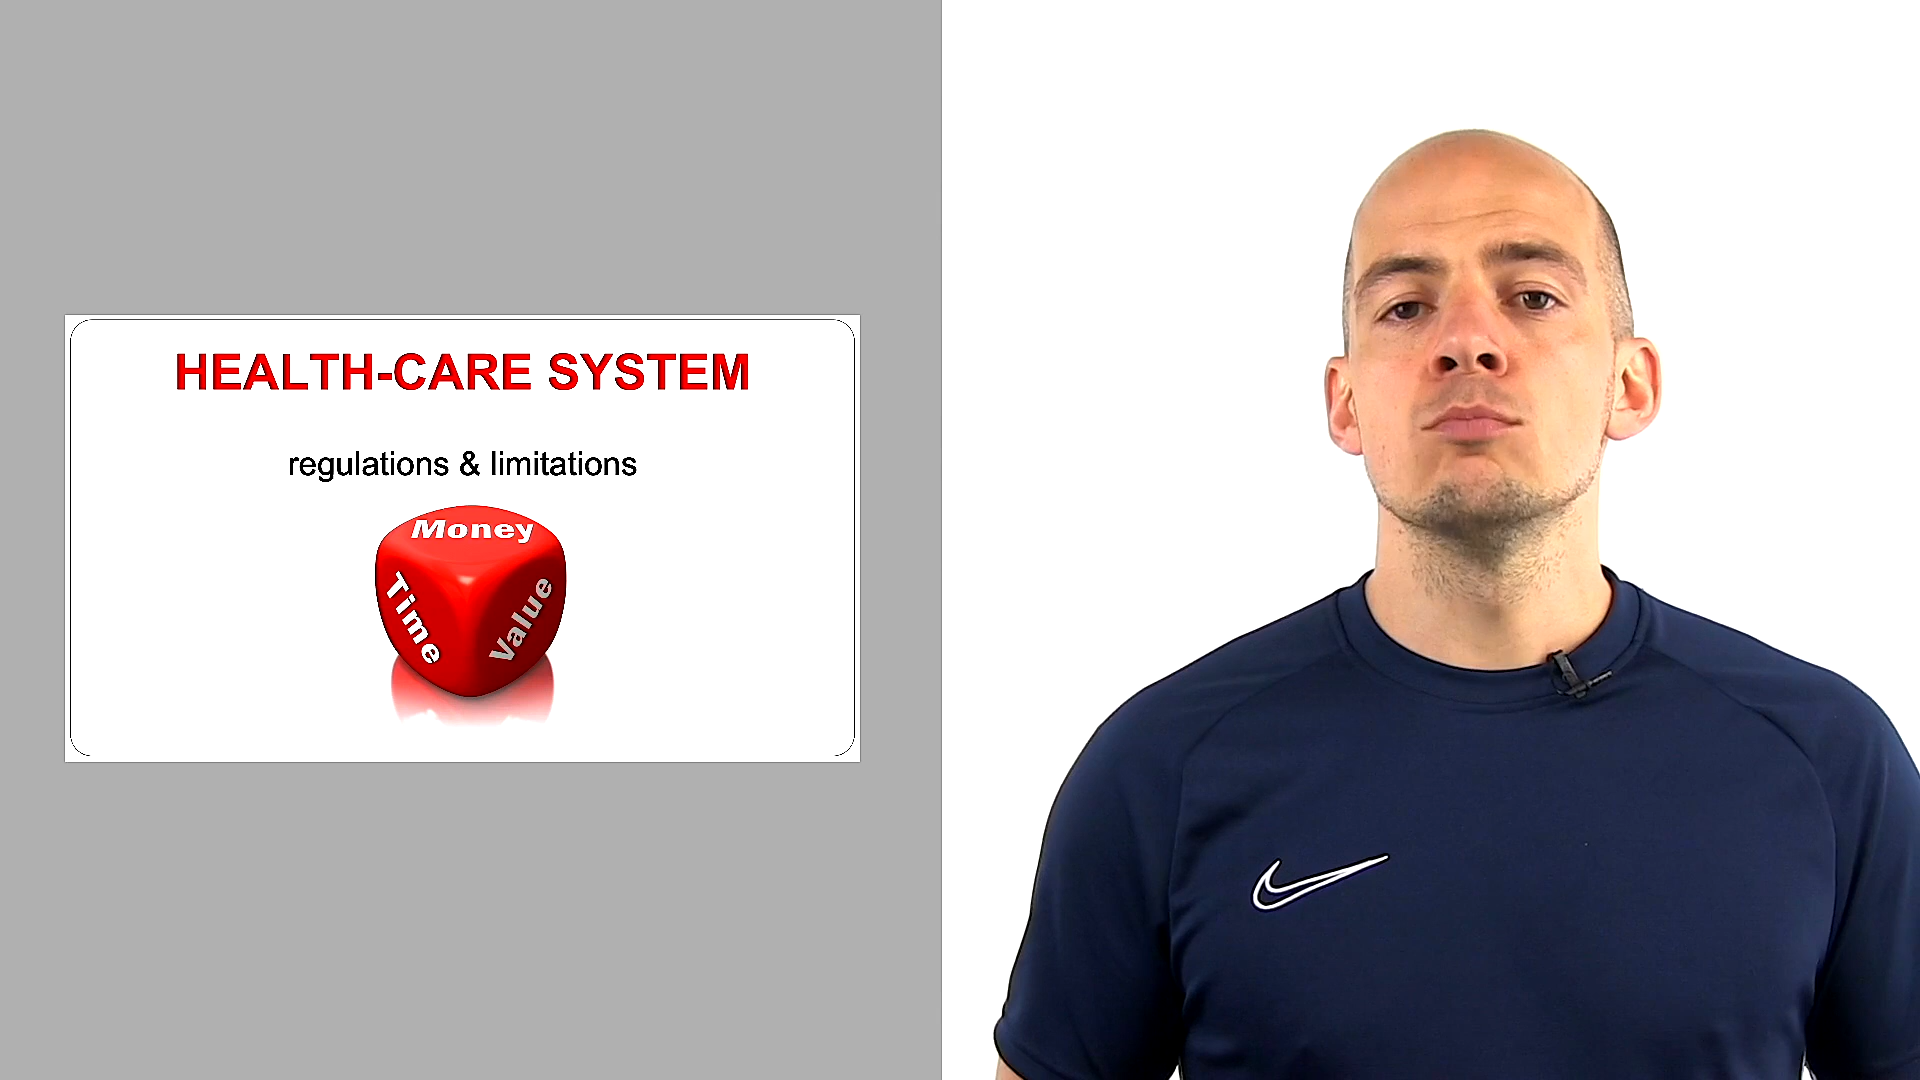 HEALTH-CARE SYSTEM
regulations & limitations
Money
Time
Value